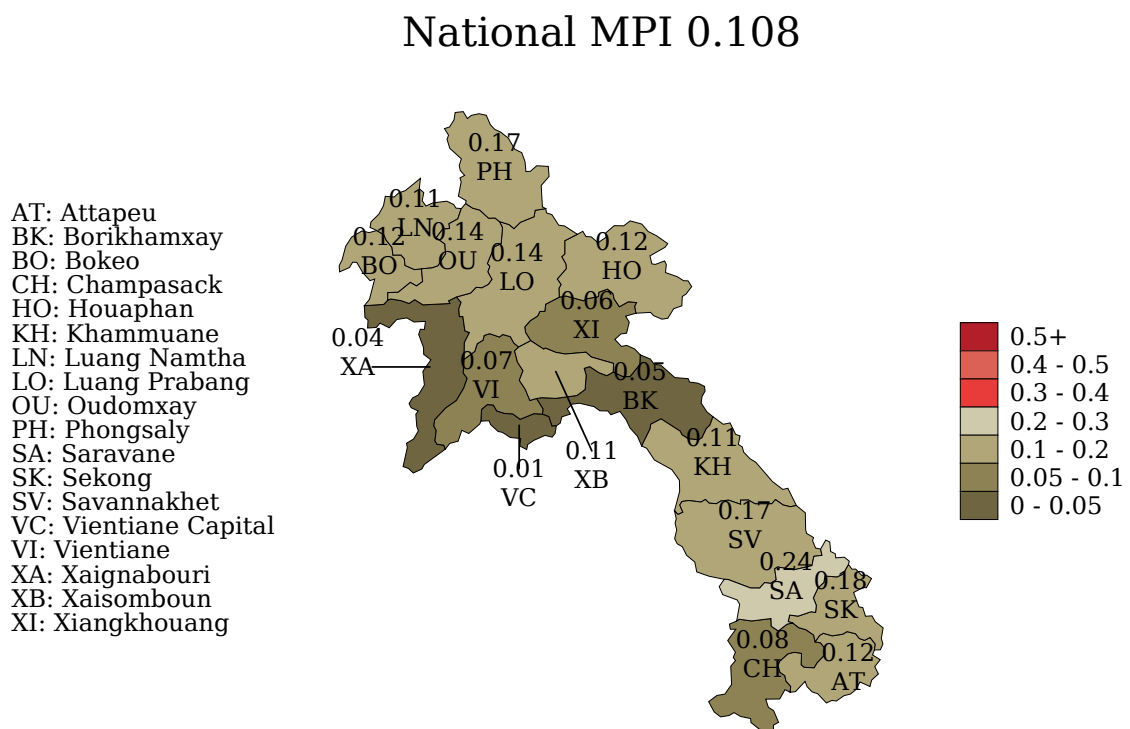 National MPI 0.108
AT: Attapeu
BK: Borikhamxay
BO: Bokeo
CH: Champasack
HO: Houaphan
KH: Khammuane
LN: Luang Namtha
LO: Luang Prabang
OU: Oudomxay
PH: Phongsaly
SA: Saravane
SK: Sekong
SV: Savannakhet
VC: Vientiane Capital
VI: Vientiane
XA: Xaignabouri
XB: Xaisomboun
XI: Xiangkhouang
0.17
PH
0.11
LN
0.12
BO
0.14
OU
0.14
LO
0.12
HO
0.06
XI
0.04
XA
0.07
VI
0.05
BK
0.01
VC
0.11
XB
0.11
KH
0.17
SV
0.24
SA
0.18
SK
0.08
CH
0.12
AT
0.5+
0.4 - 0.5
0.3 - 0.4
0.2 - 0.3
0.1 - 0.2
0.05 - 0.1
0 - 0.05